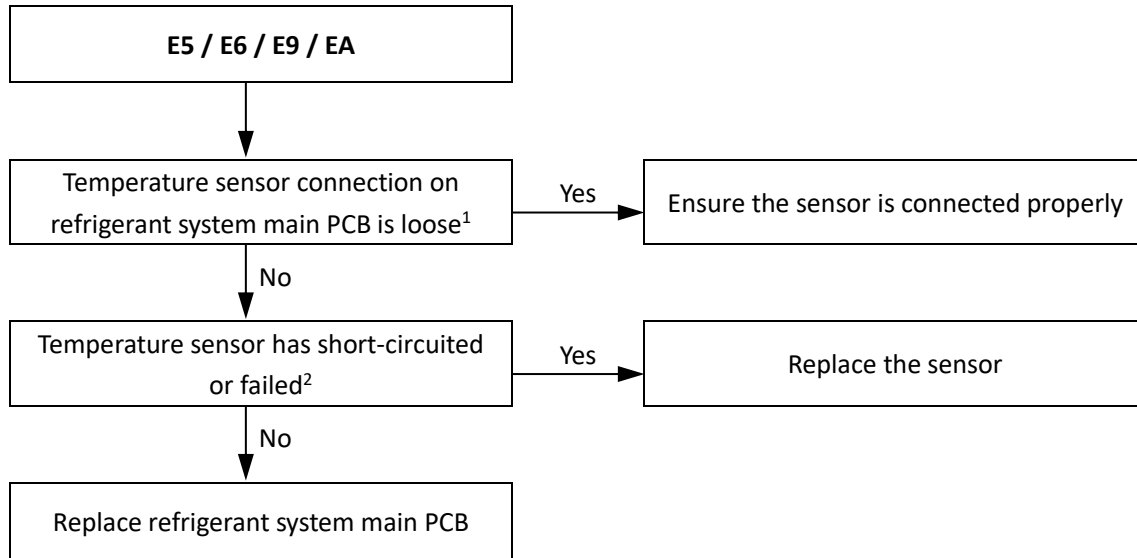 E5 / E6 / E9 / EA
Temperature sensor connection on
refrigerant system main PCB is loose¹
Yes
Ensure the sensor is connected properly
No
Temperature sensor has short-circuited
or failed²
Yes
Replace the sensor
No
Replace refrigerant system main PCB